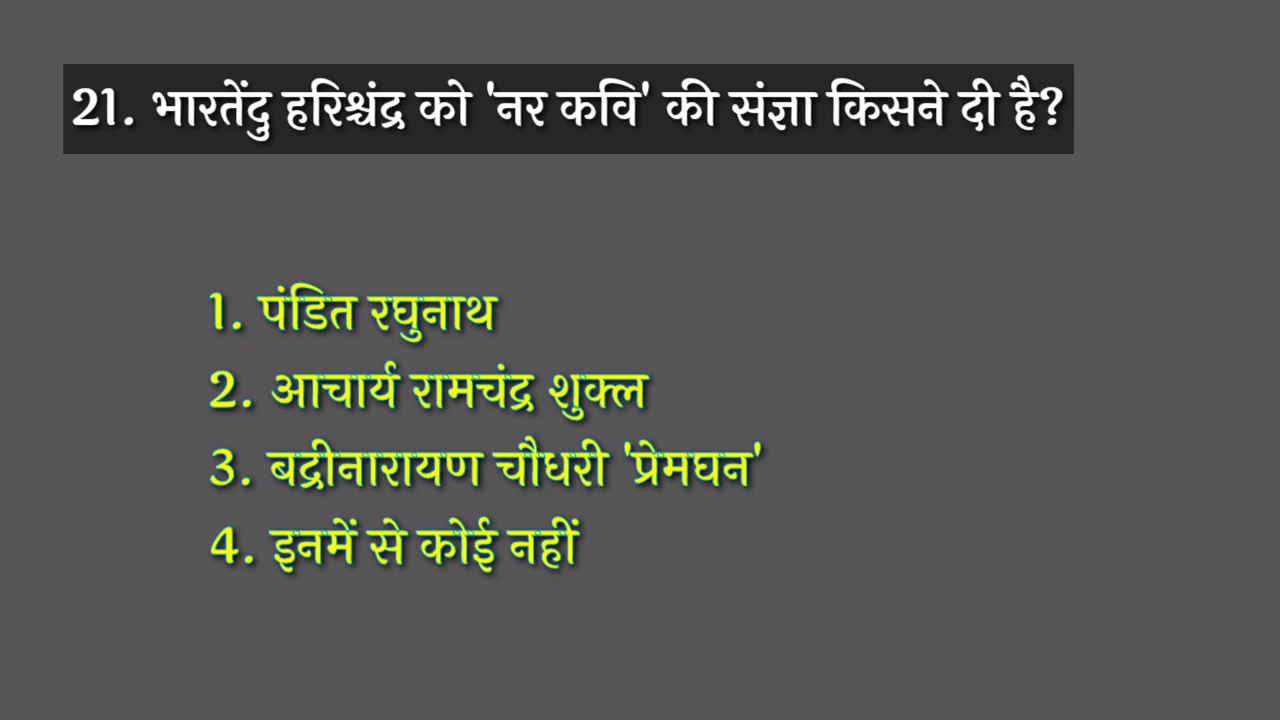 21. भारतेंदु हरिश्चंद्र को 'नर कवि' की संज्ञा किसने दी है?
1. पंडित रघुनाथ
2. आचार्य रामचंद्र शुक्ल
3. बद्रीनारायण चौधरी 'प्रेमघन'
4. इनमें से कोई नहीं